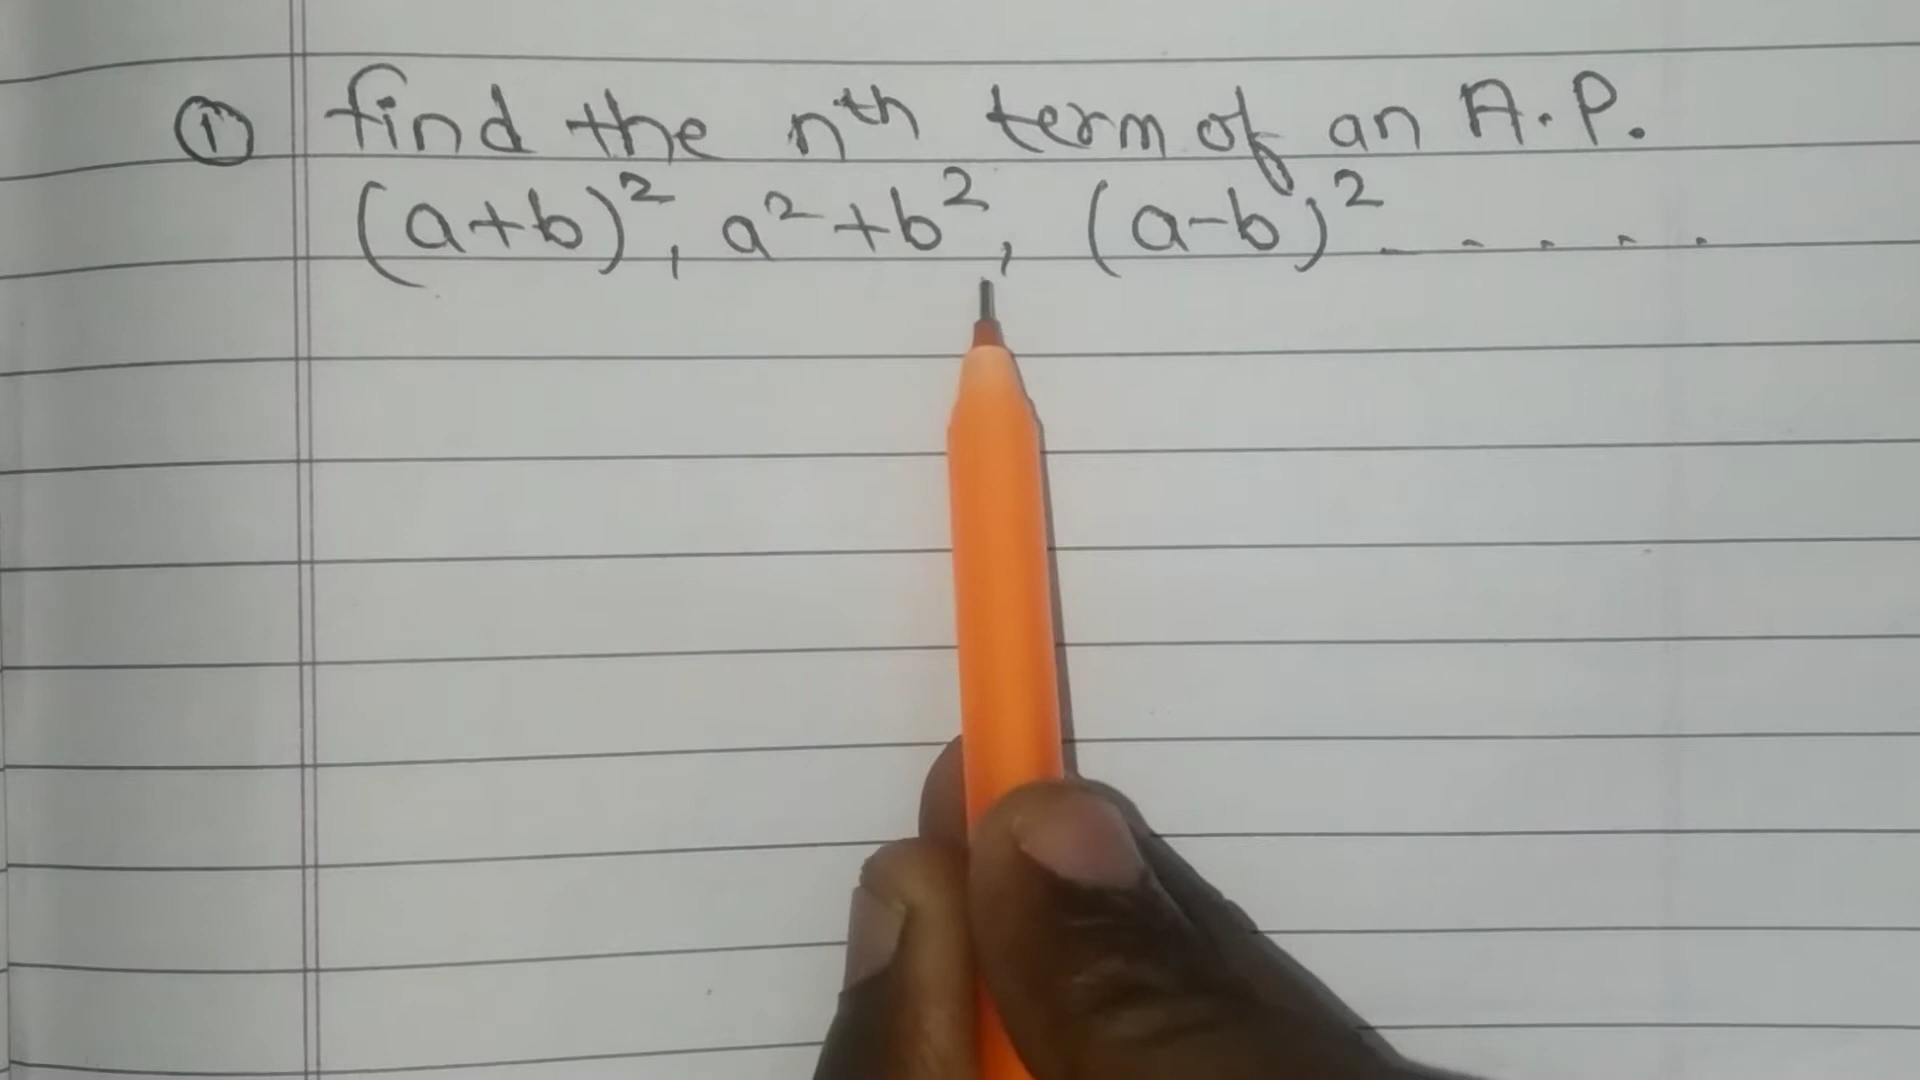 ① find the nth term of an A.P.
(a+b)², a²+b², (a-b)² - - - - -